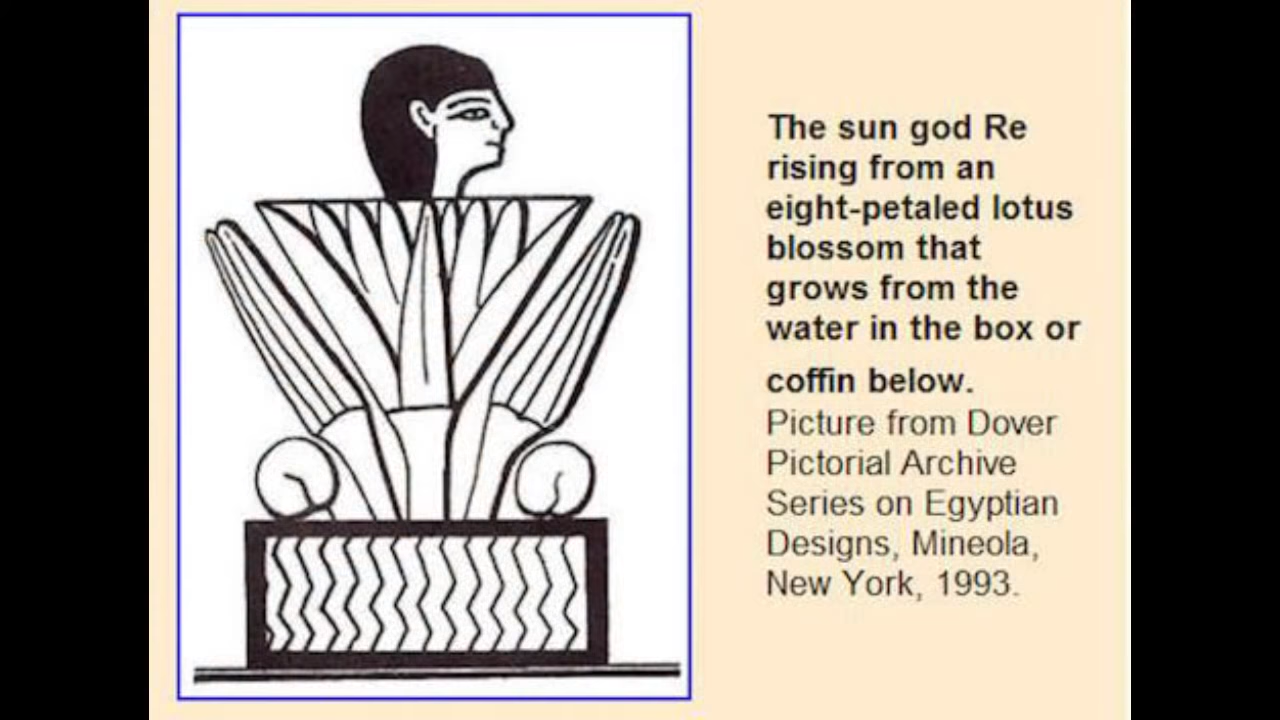 The sun god Re
rising from an
eight-petaled lotus
blossom that
grows from the
water in the box or
coffin below.
Picture from Dover
Pictorial Archive
Series on Egyptian
Designs, Mineola,
New York, 1993.